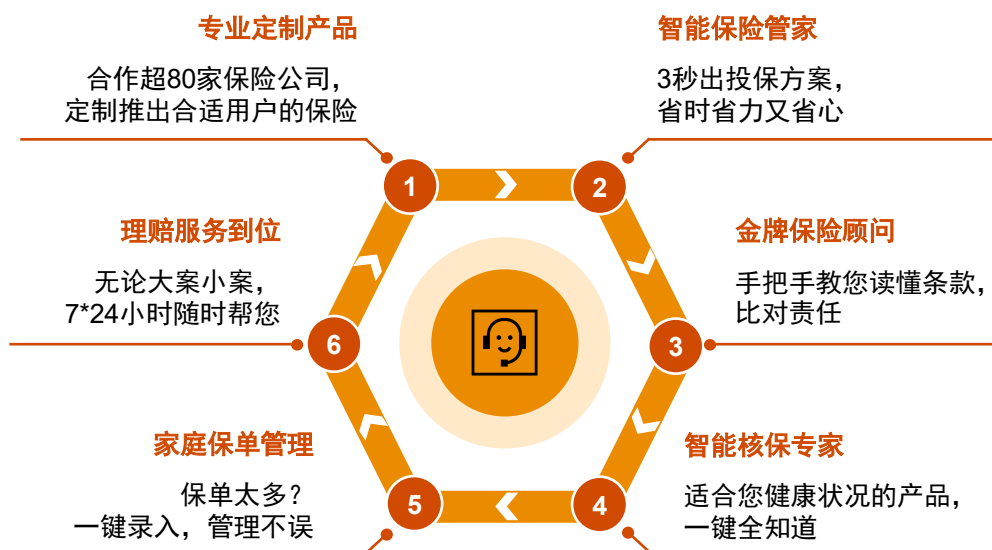 专业定制产品
合作超80家保险公司，
定制推出合适用户的保险
1
智能保险管家
3秒出投保方案，
省时省力又省心
2
金牌保险顾问
手把手教您读懂条款，
比对责任
3
智能核保专家
适合您健康状况的产品，
一键全知道
4
家庭保单管理
保单太多？
一键录入，管理不误
5
理赔服务到位
无论大案小案，
7*24小时随时帮您
6